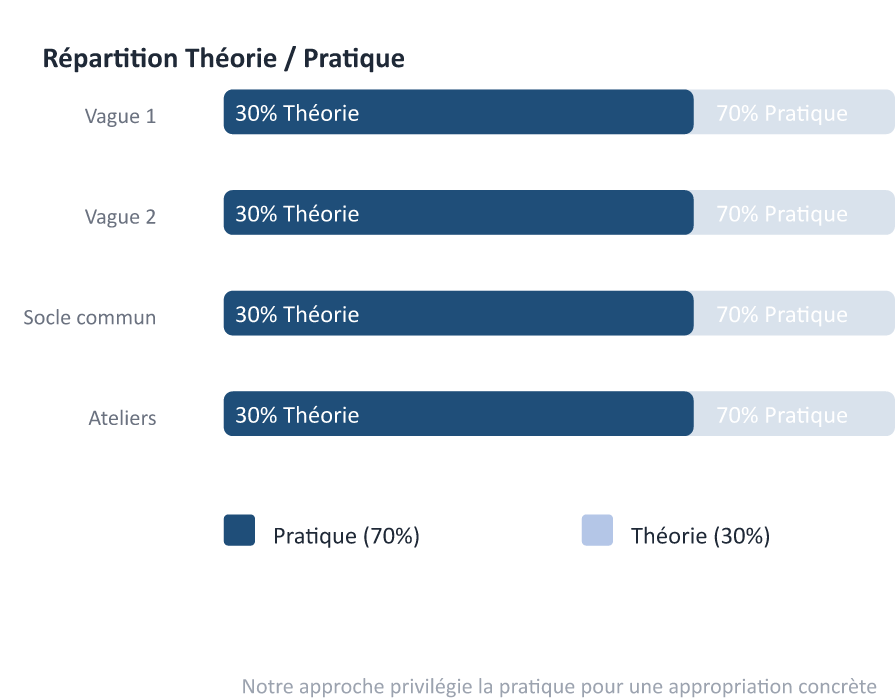 Répartition Théorie / Pratique
Vague 1 30% Théorie 70% Pratique
Vague 2 30% Théorie 70% Pratique
Socle commun 30% Théorie 70% Pratique
Ateliers 30% Théorie 70% Pratique
Pratique (70%) Théorie (30%)
Notre approche privilégie la pratique pour une appropriation concrète